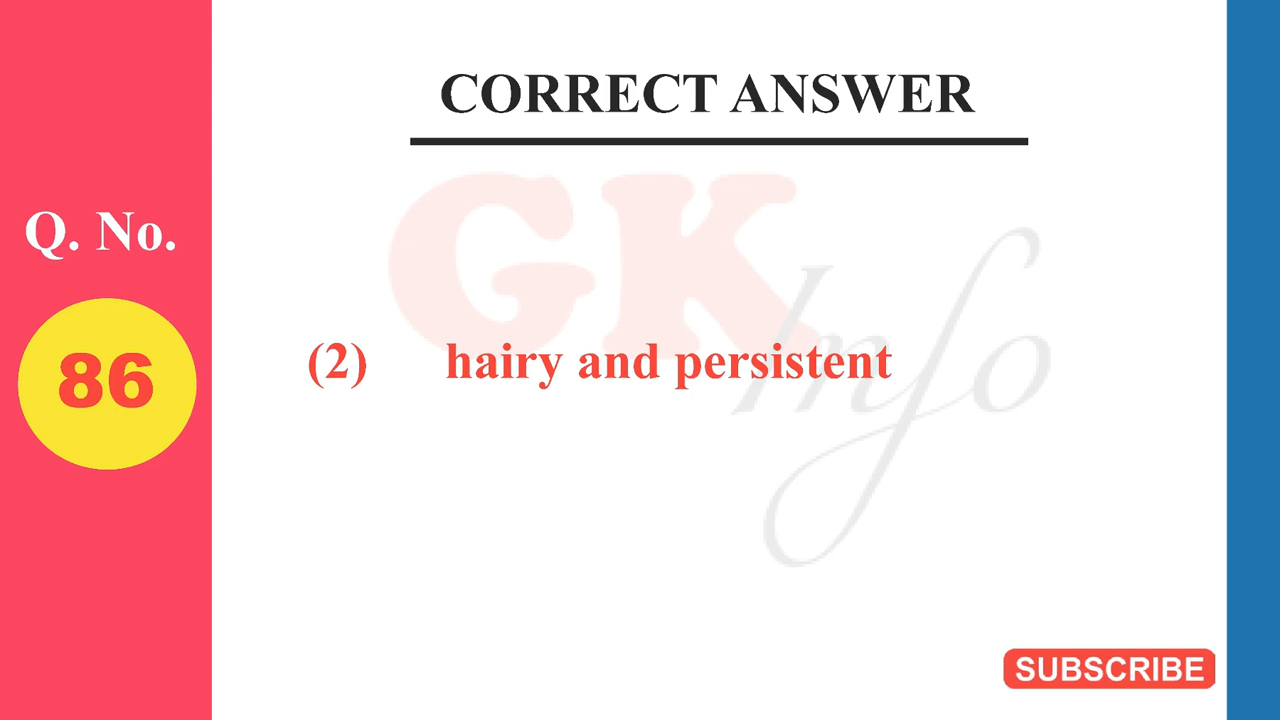 CORRECT ANSWER
GK
Info
Q. No.
86
(2) hairy and persistent
SUBSCRIBE